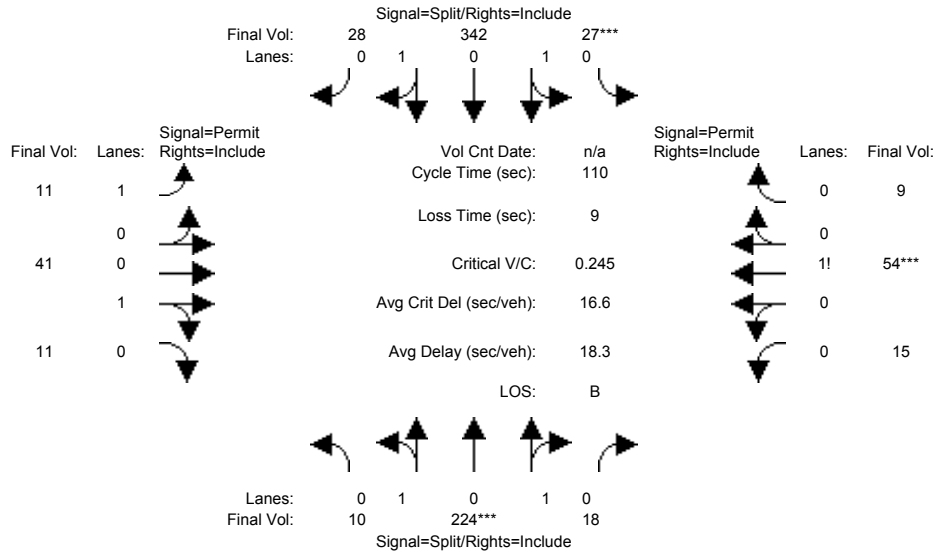 Signal=Split/Rights=Include
Final Vol: 28 342 27***
Lanes: 0 1 0 1 0
Signal=Permit Signal=Permit
Final Vol: Lanes: Rights=Include Vol Cnt Date: n/a Rights=Include Lanes: Final Vol:
Cycle Time (sec): 110
11 1 0 9
Loss Time (sec): 9
0 0
41 0 Critical V/C: 0.245 1! 54***
1 Avg Crit Del (sec/veh): 16.6 0
11 0 Avg Delay (sec/veh): 18.3 0 15
LOS: B
Lanes: 0 1 0 1 0
Final Vol: 10 224*** 18
Signal=Split/Rights=Include